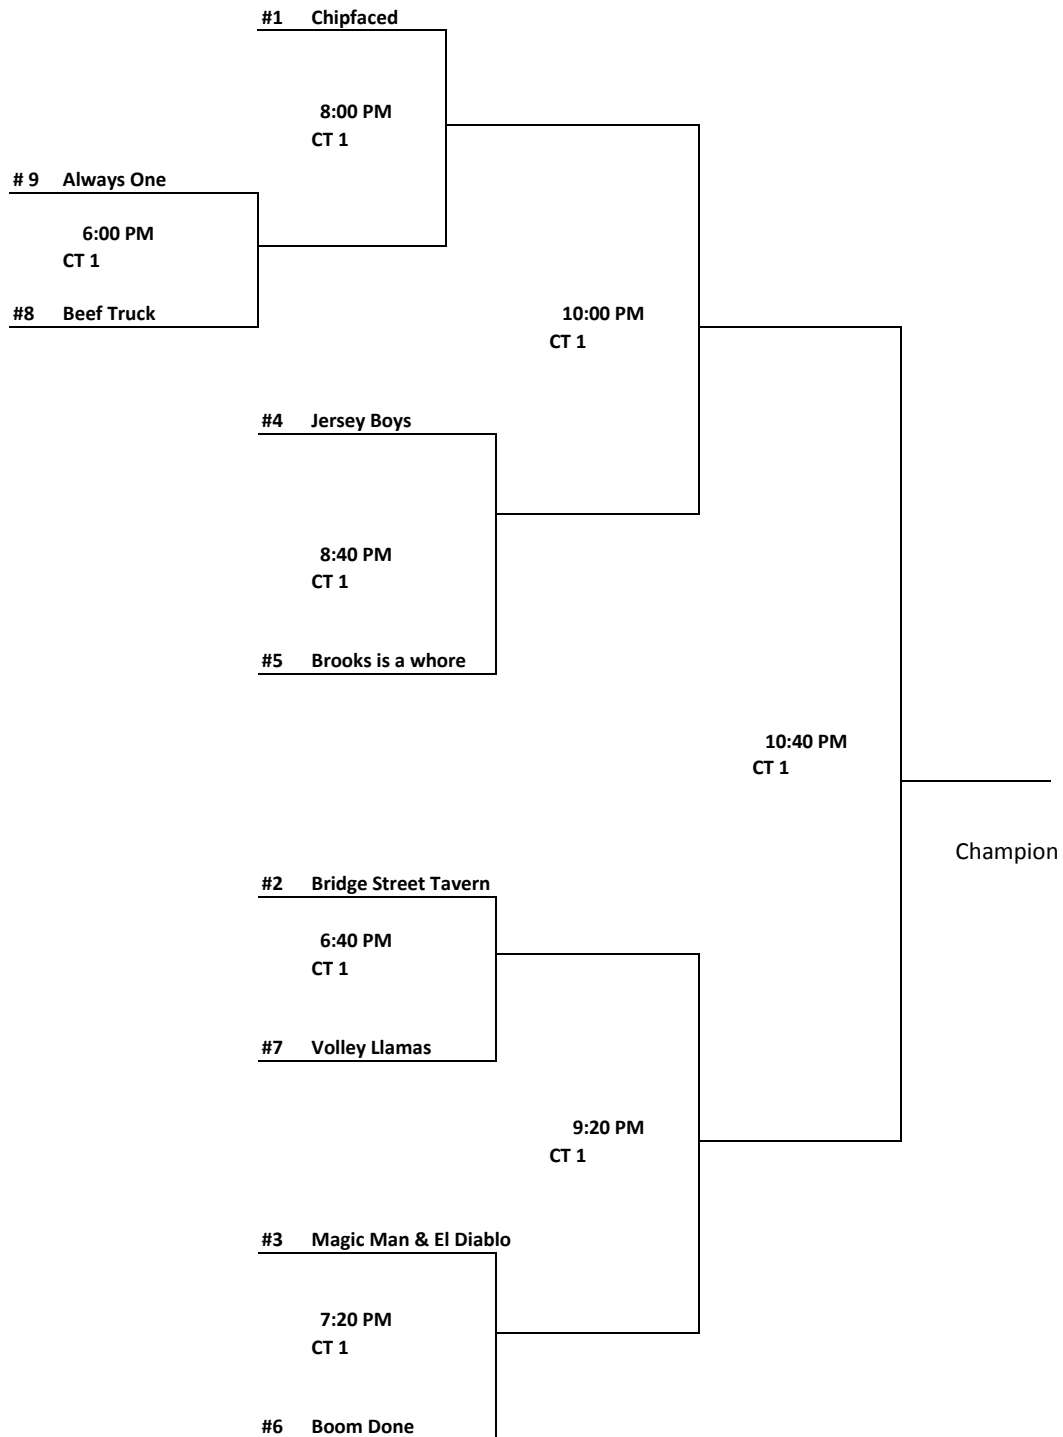 #1 Chipfaced
8:00 PM
CT 1
# 9 Always One
6:00 PM
CT 1
#8 Beef Truck
10:00 PM
CT 1
#4 Jersey Boys
8:40 PM
CT 1
#5 Brooks is a whore
10:40 PM
CT 1
Champion
#2 Bridge Street Tavern
6:40 PM
CT 1
#7 Volley Llamas
9:20 PM
CT 1
#3 Magic Man & El Diablo
7:20 PM
CT 1
#6 Boom Done